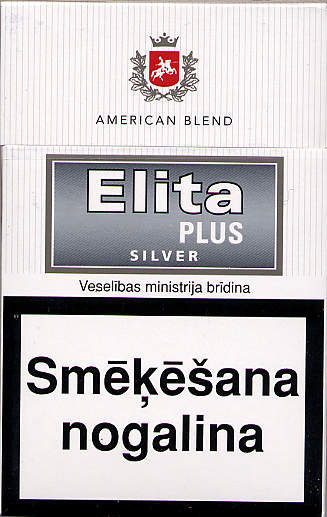 AMERICAN BLEND
Elita
PLUS
SILVER
Veselības ministrija brīdina
Smēķēšana
nogalina